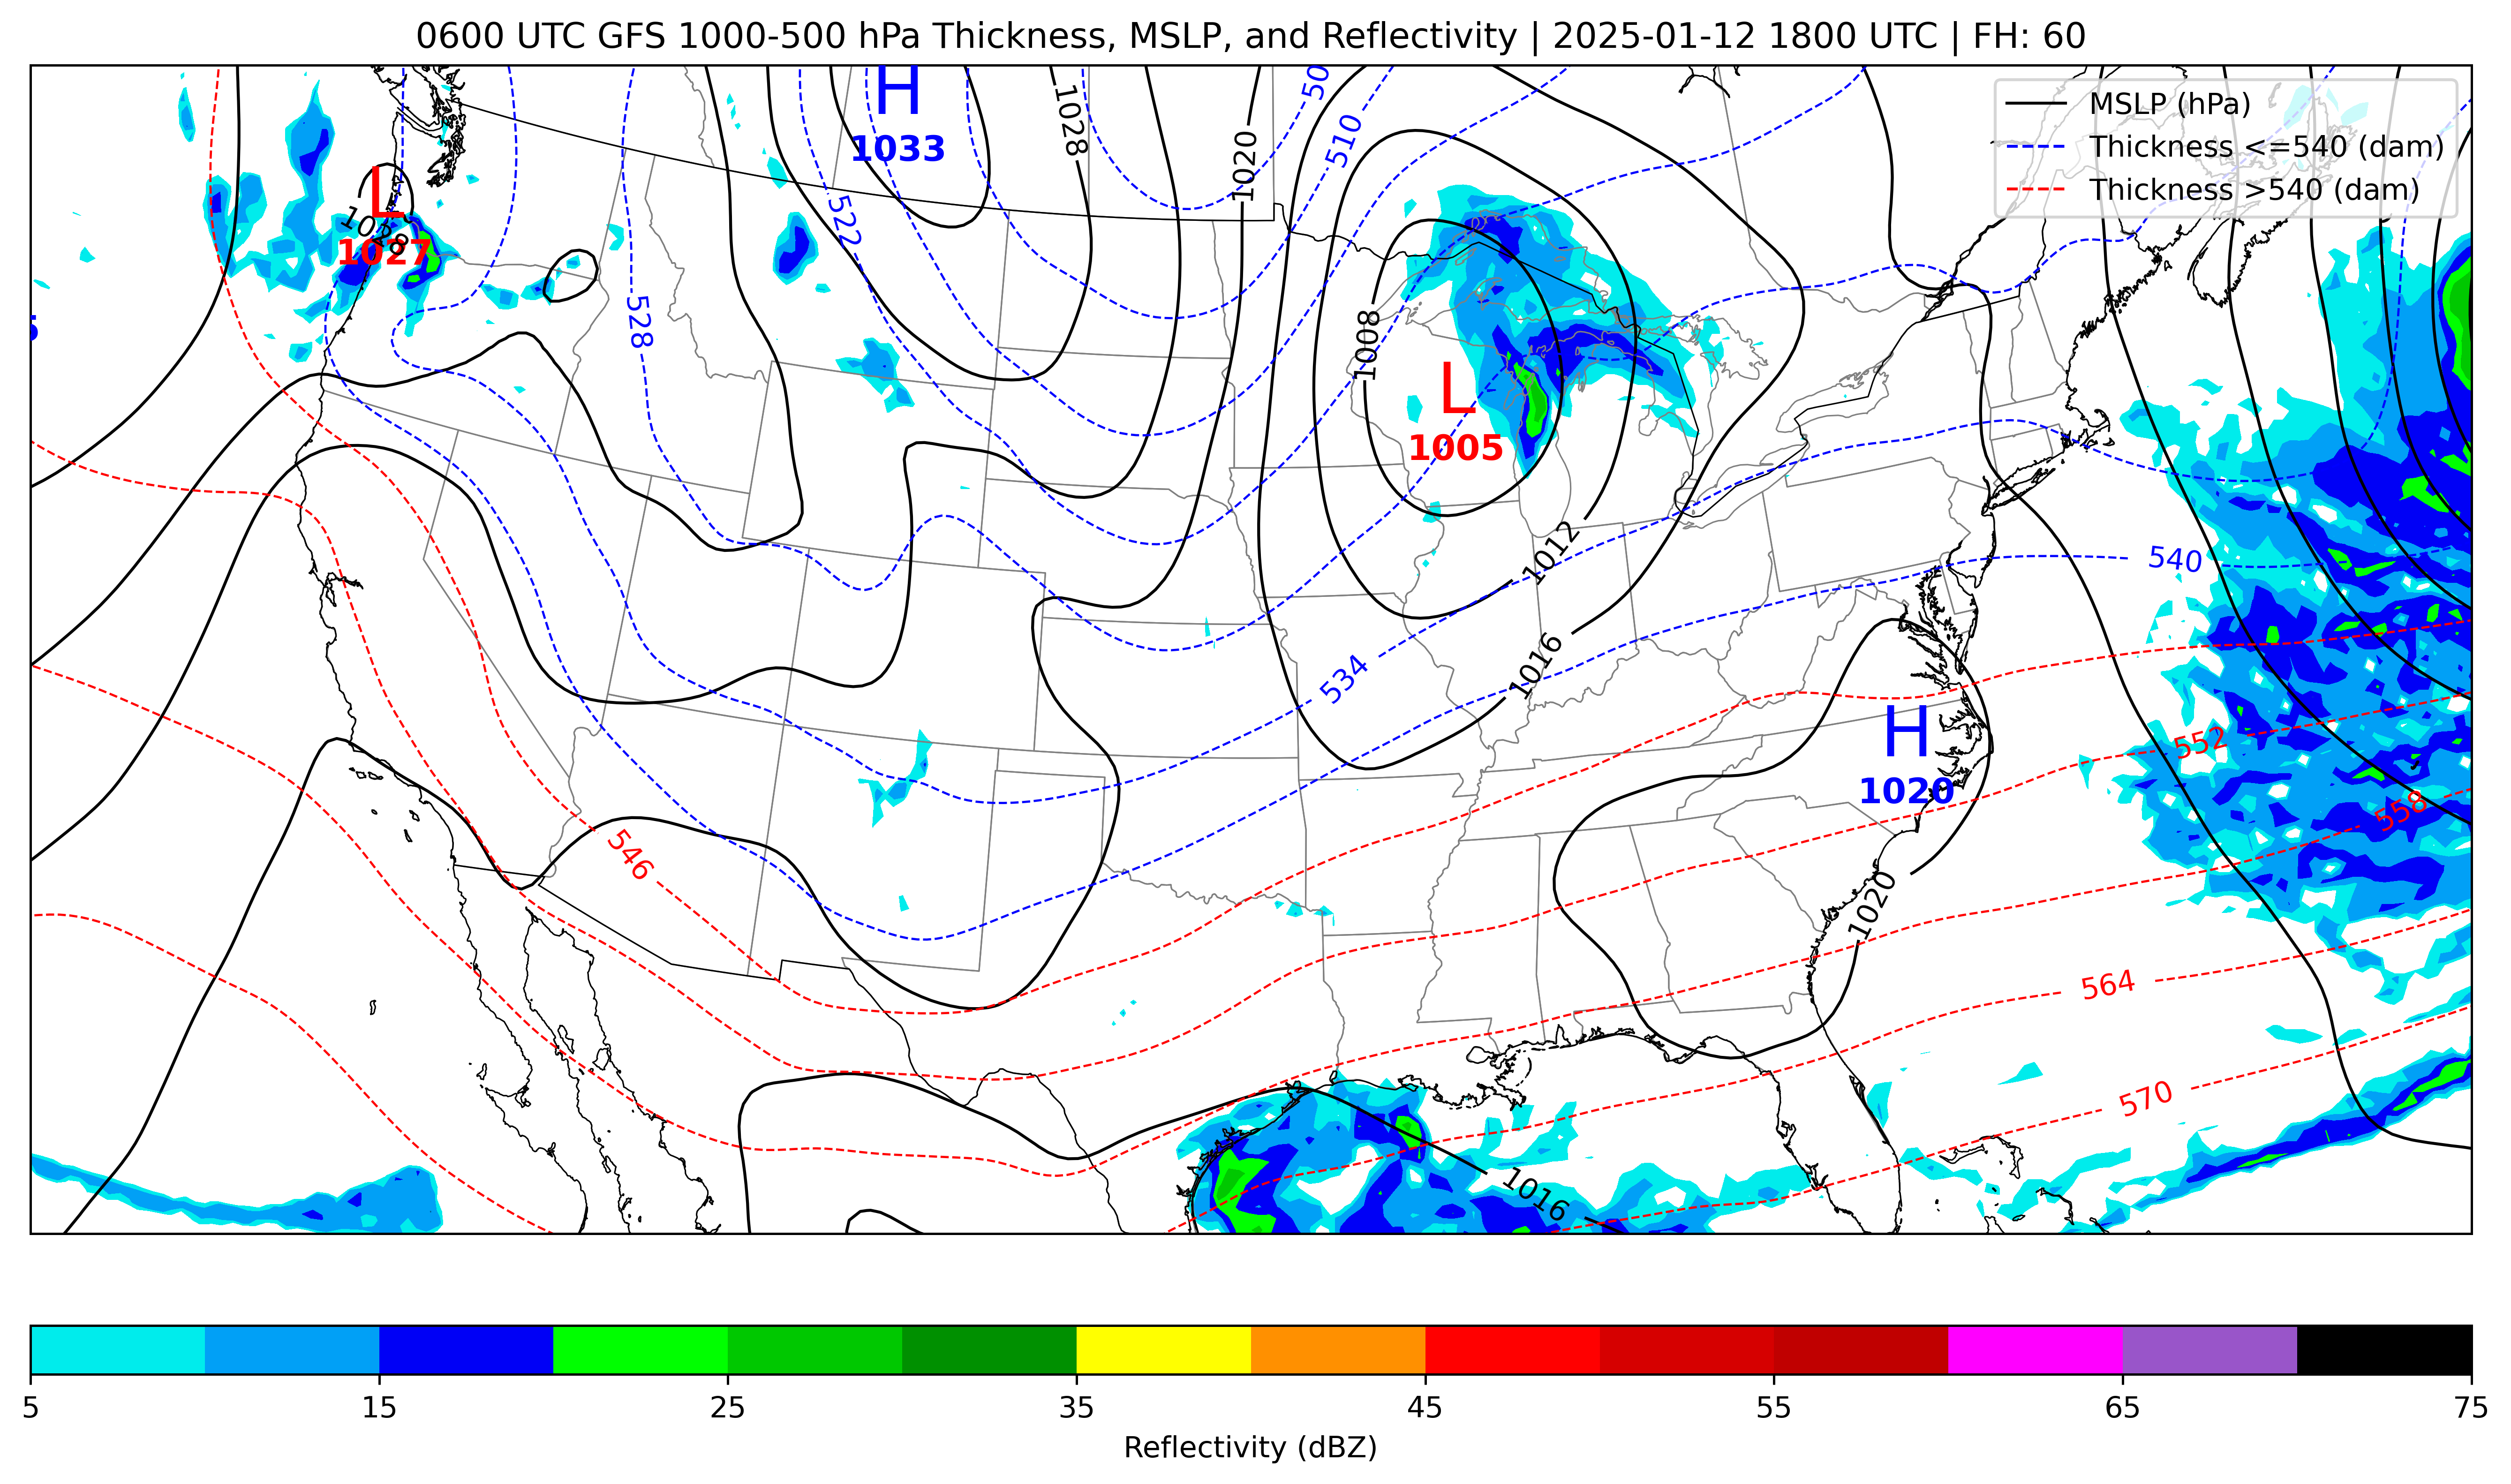 0600 UTC GFS 1000-500 hPa Thickness, MSLP, and Reflectivity | 2025-01-12 1800 UTC | FH: 60
MSLP (hPa)
Thickness <=540 (dam)
Thickness >540 (dam)
H
1033
1028
1020
510
L
1028
1027
522
528
1008
L
1005
1012
540
1016
534
H
1020
552
558
546
1020
564
570
1016
5 15 25 35 45 55 65 75
Reflectivity (dBZ)